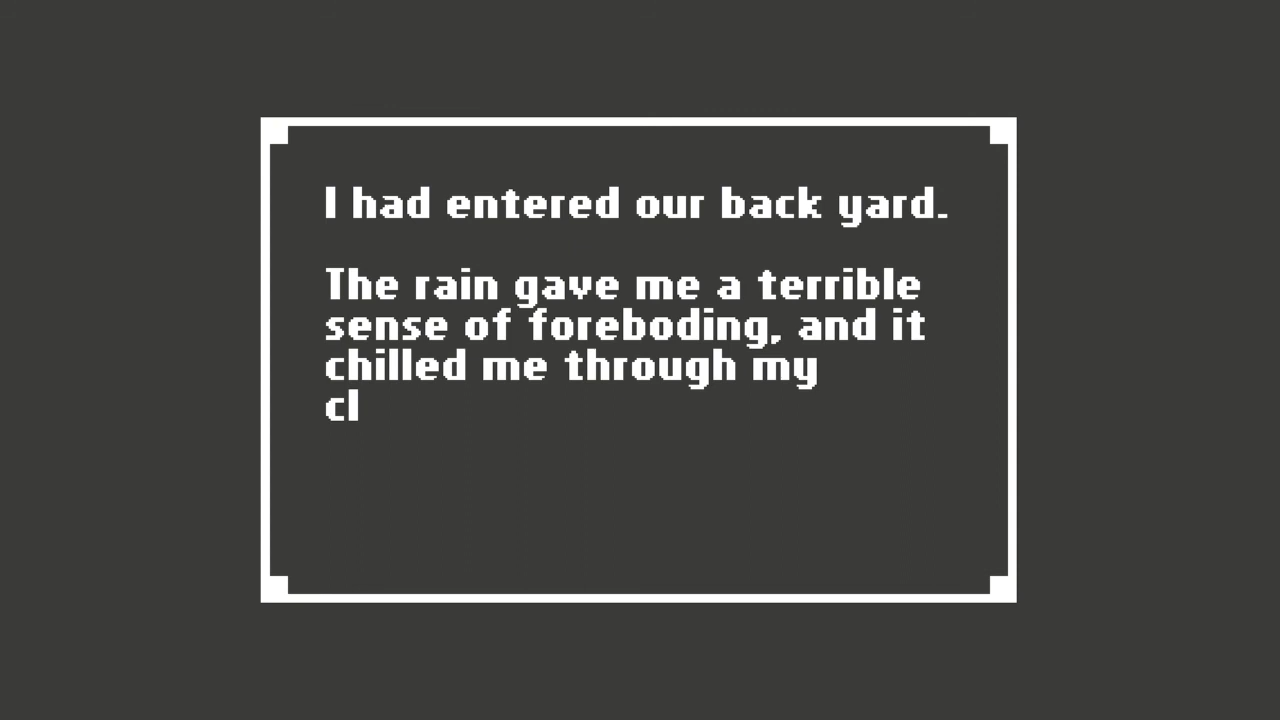 I had entered our back yard.
The rain gave me a terrible
sense of foreboding, and it
chilled me through my
cl